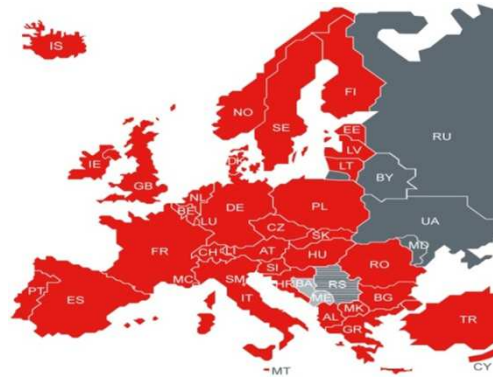 IS
FI
NO
SE
RU
EE
LV
DK
LT
IE
GB
BY
NL
BE
DE
PL
LU
UA
CZ
SK
MD
FR
CH
LI
AT
HU
SI
RO
HR
BA
RS
MC
SM
ME
BG
PT
ES
IT
MK
AL
TR
GR
MT
CY